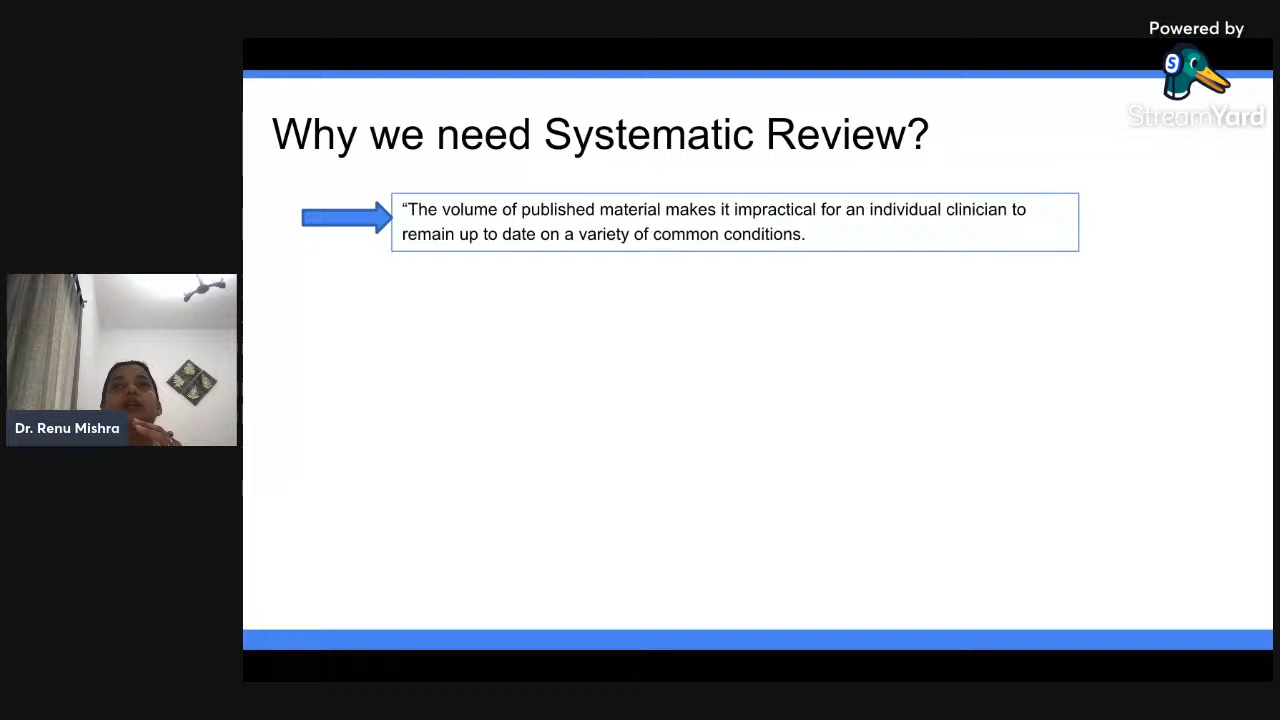 Powered by
StreamYard
Why we need Systematic Review?
“The volume of published material makes it impractical for an individual clinician to
remain up to date on a variety of common conditions.
Dr. Renu Mishra